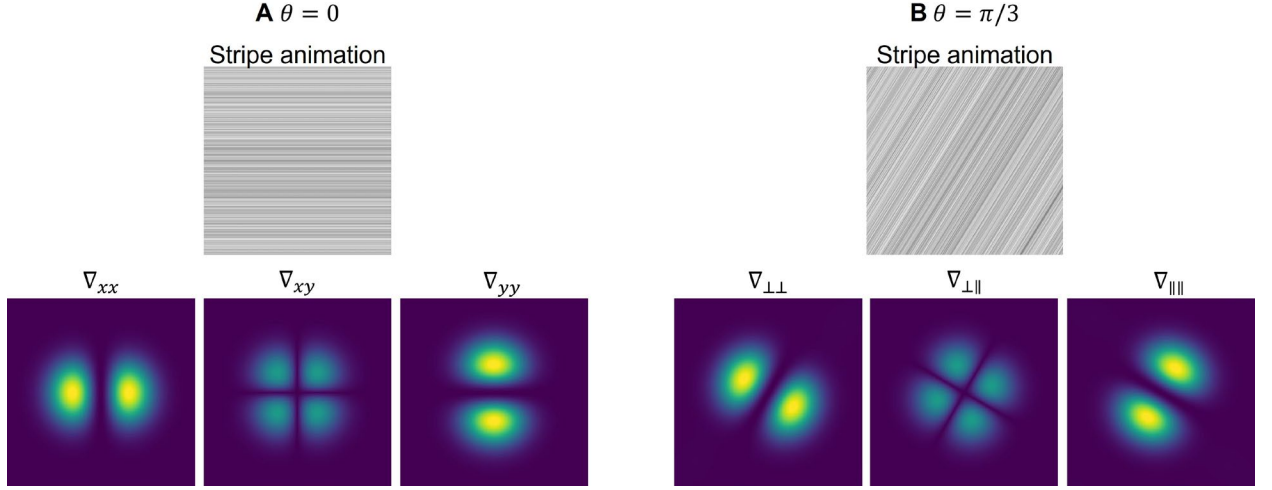 A θ = 0
Stripe animation
∇xx
∇xy
∇yy
B θ = π/3
Stripe animation
∇⊥⊥
∇⊥∥
∇∥∥